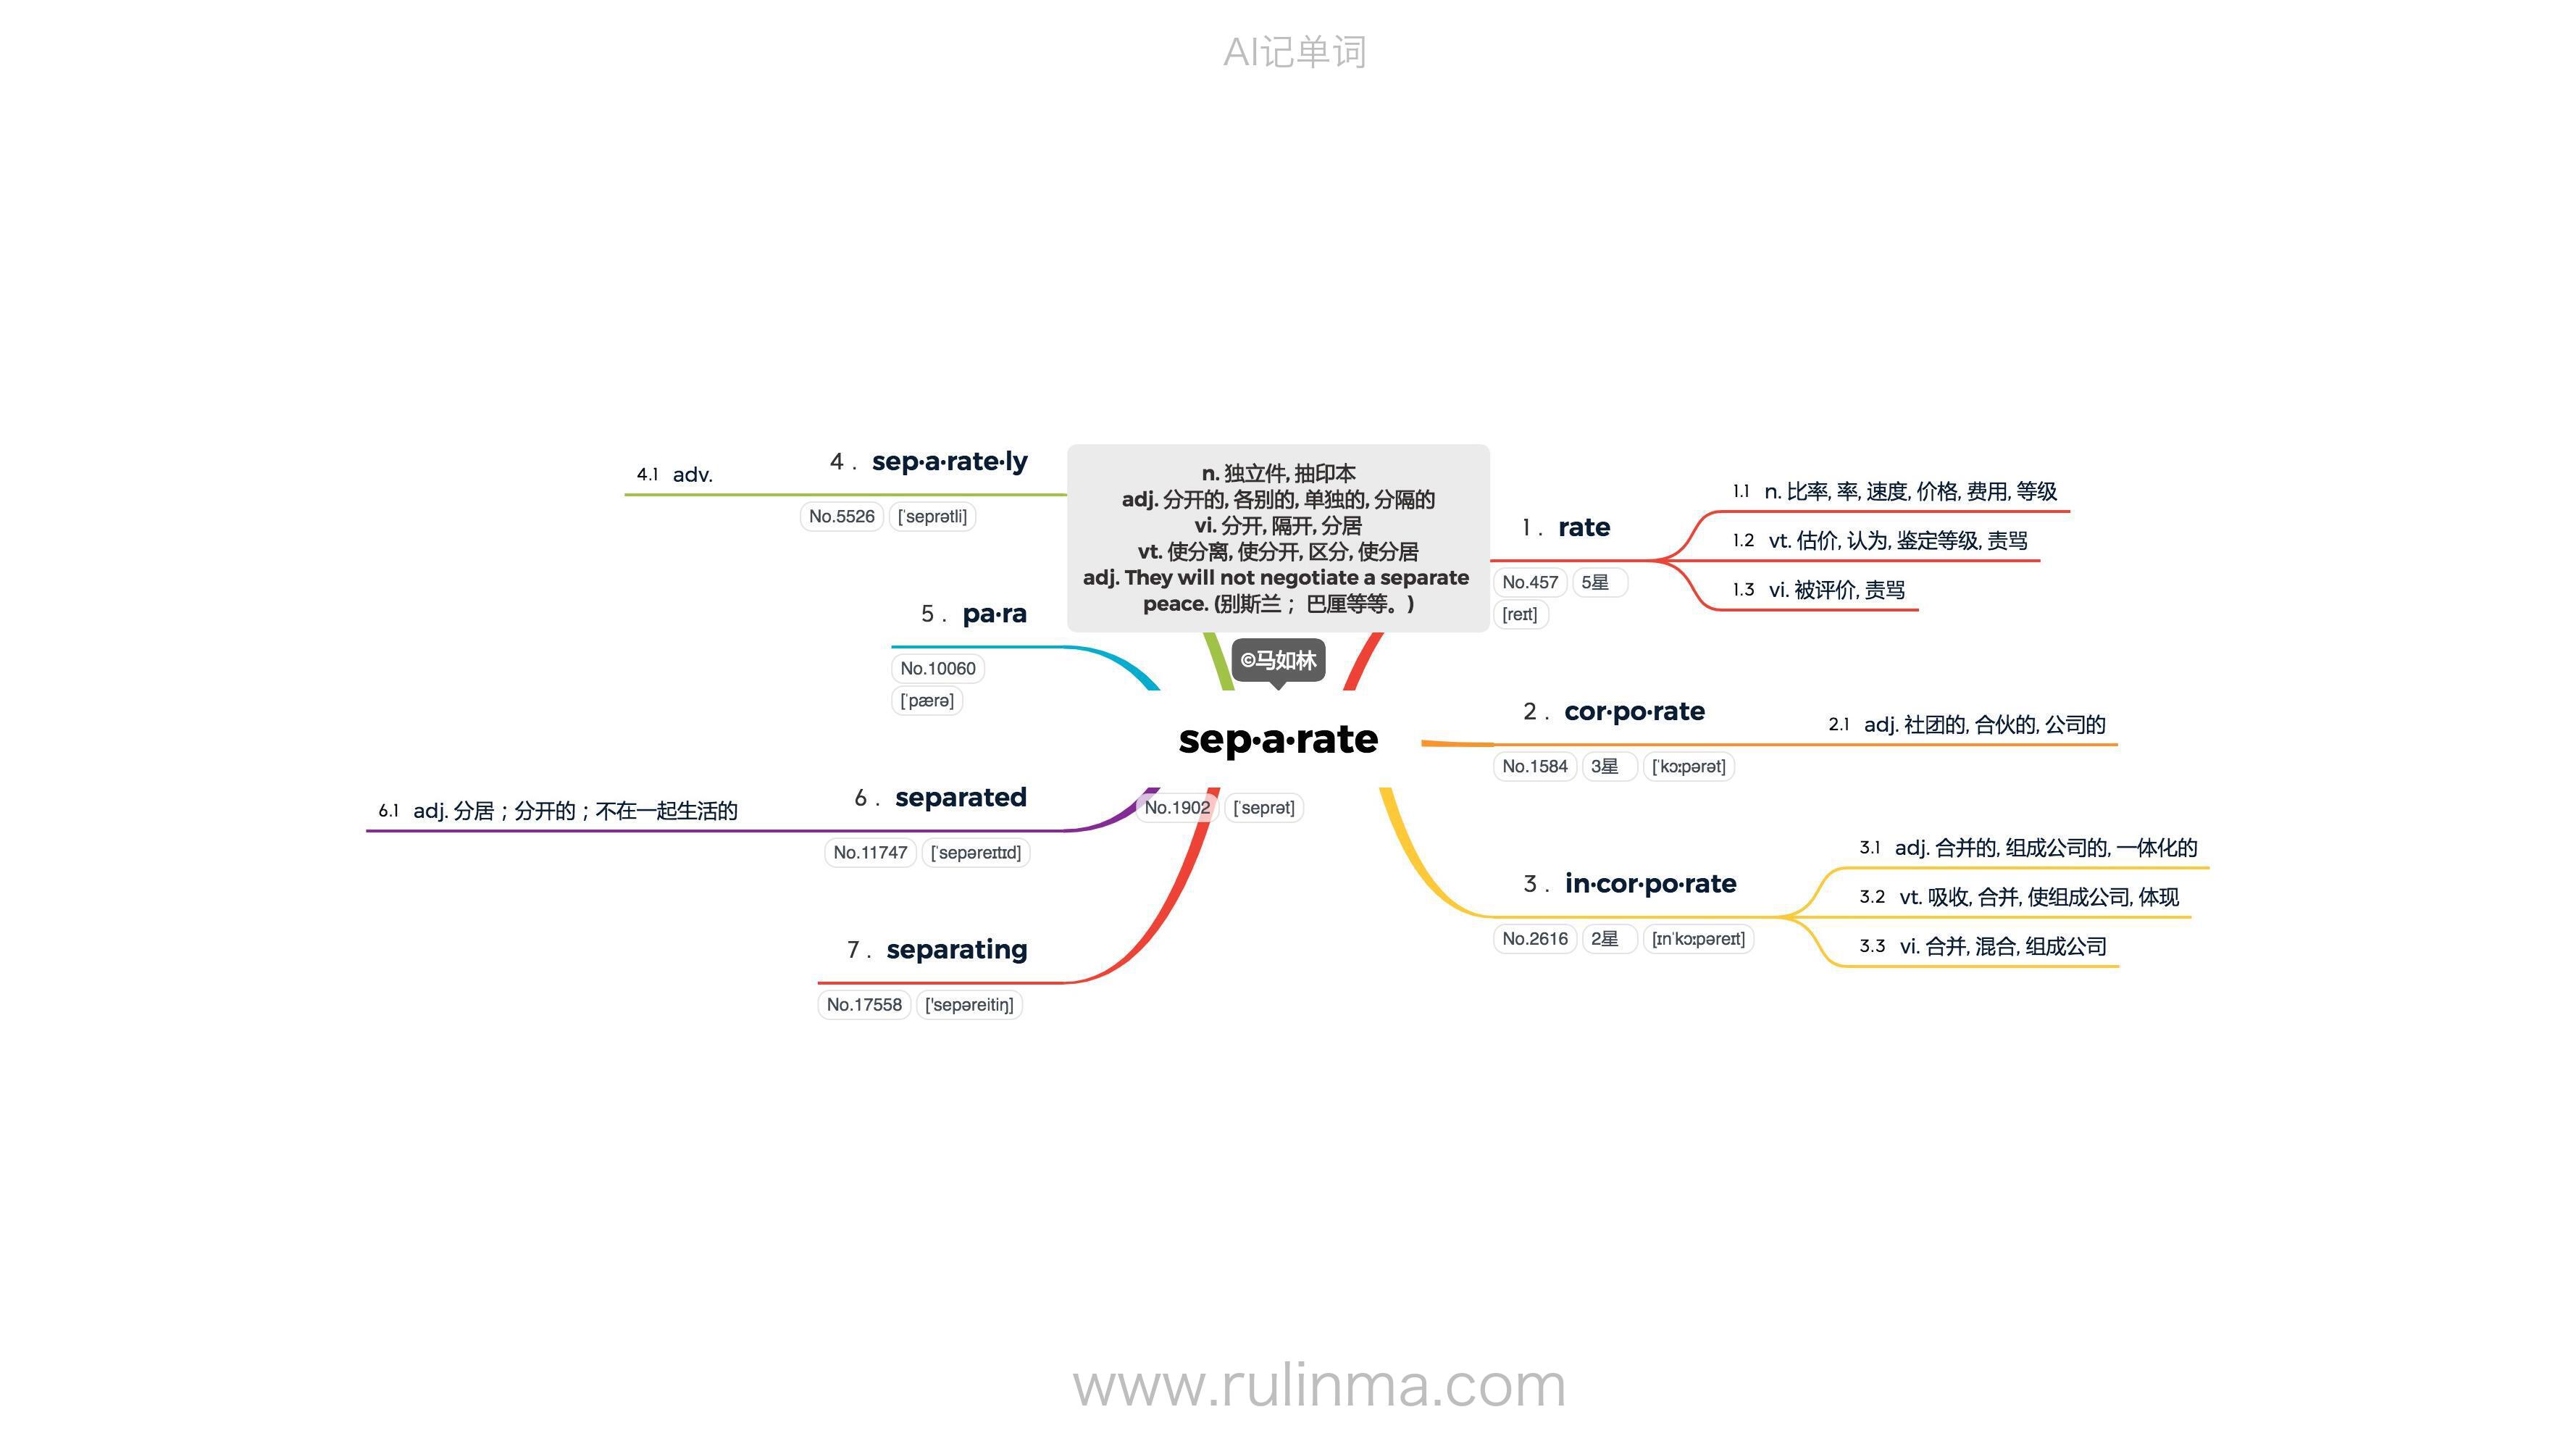 AI记单词
n. 独立件, 抽印本
adj. 分开的, 各别的, 单独的, 分隔的
vi. 分开, 隔开, 分居
vt. 使分离, 使分开, 区分, 使分居
adj. They will not negotiate a separate
peace. (别斯兰； 巴厘等等。)
©马如林
sep·a·rate
No.1902 [ˈseprət]
1. rate
No.457 5星
[reɪt]
1.1 n. 比率, 率, 速度, 价格, 费用, 等级
1.2 vt. 估价, 认为, 鉴定等级, 责骂
1.3 vi. 被评价, 责骂
2. cor·po·rate
No.1584 3星 [ˈkɔːpərət]
2.1 adj. 社团的, 合伙的, 公司的
3. in·cor·po·rate
No.2616 2星 [ɪnˈkɔːpəreɪt]
3.1 adj. 合并的, 组成公司的, 一体化的
3.2 vt. 吸收, 合并, 使组成公司, 体现
3.3 vi. 合并, 混合, 组成公司
4. sep·a·rate·ly
No.5526 [ˈseprətli]
4.1 adv.
5. pa·ra
No.10060
[ˈpærə]
6. separated
No.11747 [ˈsepəreɪtɪd]
6.1 adj. 分居；分开的；不在一起生活的
7. separating
No.17558 ['sepəreitiŋ]
www.rulinma.com